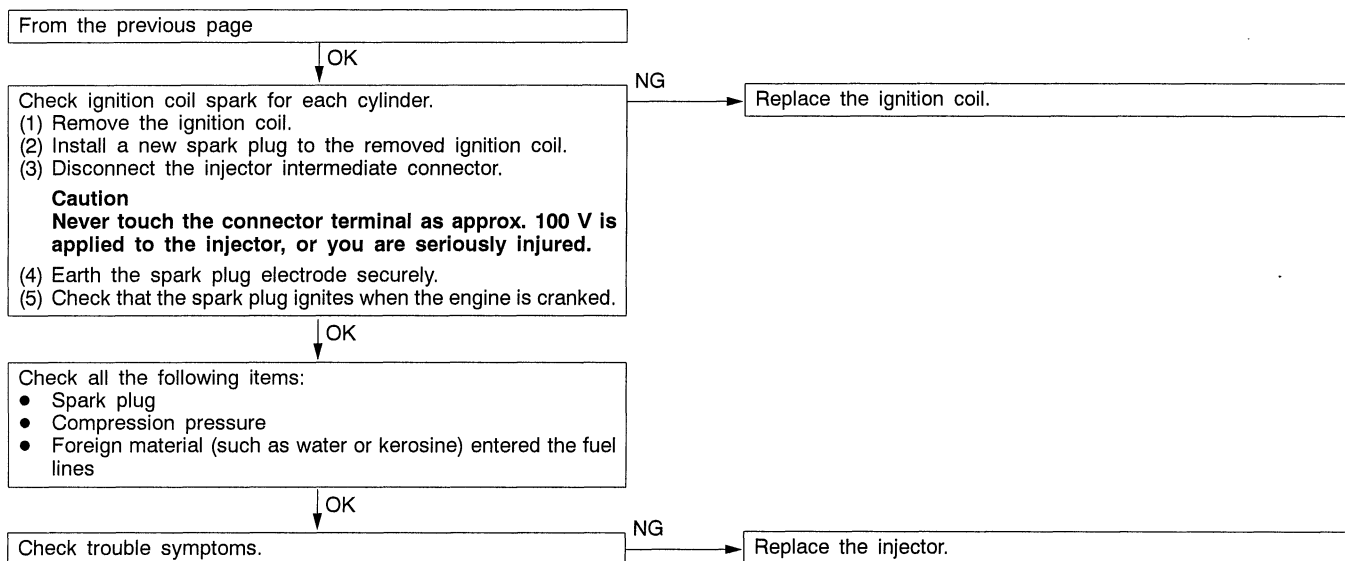 From the previous page
OK
Check ignition coil spark for each cylinder.
(1) Remove the ignition coil.
(2) Install a new spark plug to the removed ignition coil.
(3) Disconnect the injector intermediate connector.
Caution
Never touch the connector terminal as approx. 100 V is
applied to the injector, or you are seriously injured.
(4) Earth the spark plug electrode securely.
(5) Check that the spark plug ignites when the engine is cranked.
NG
Replace the ignition coil.
OK
Check all the following items:
● Spark plug
● Compression pressure
● Foreign material (such as water or kerosine) entered the fuel
lines
OK
Check trouble symptoms.
NG
Replace the injector.